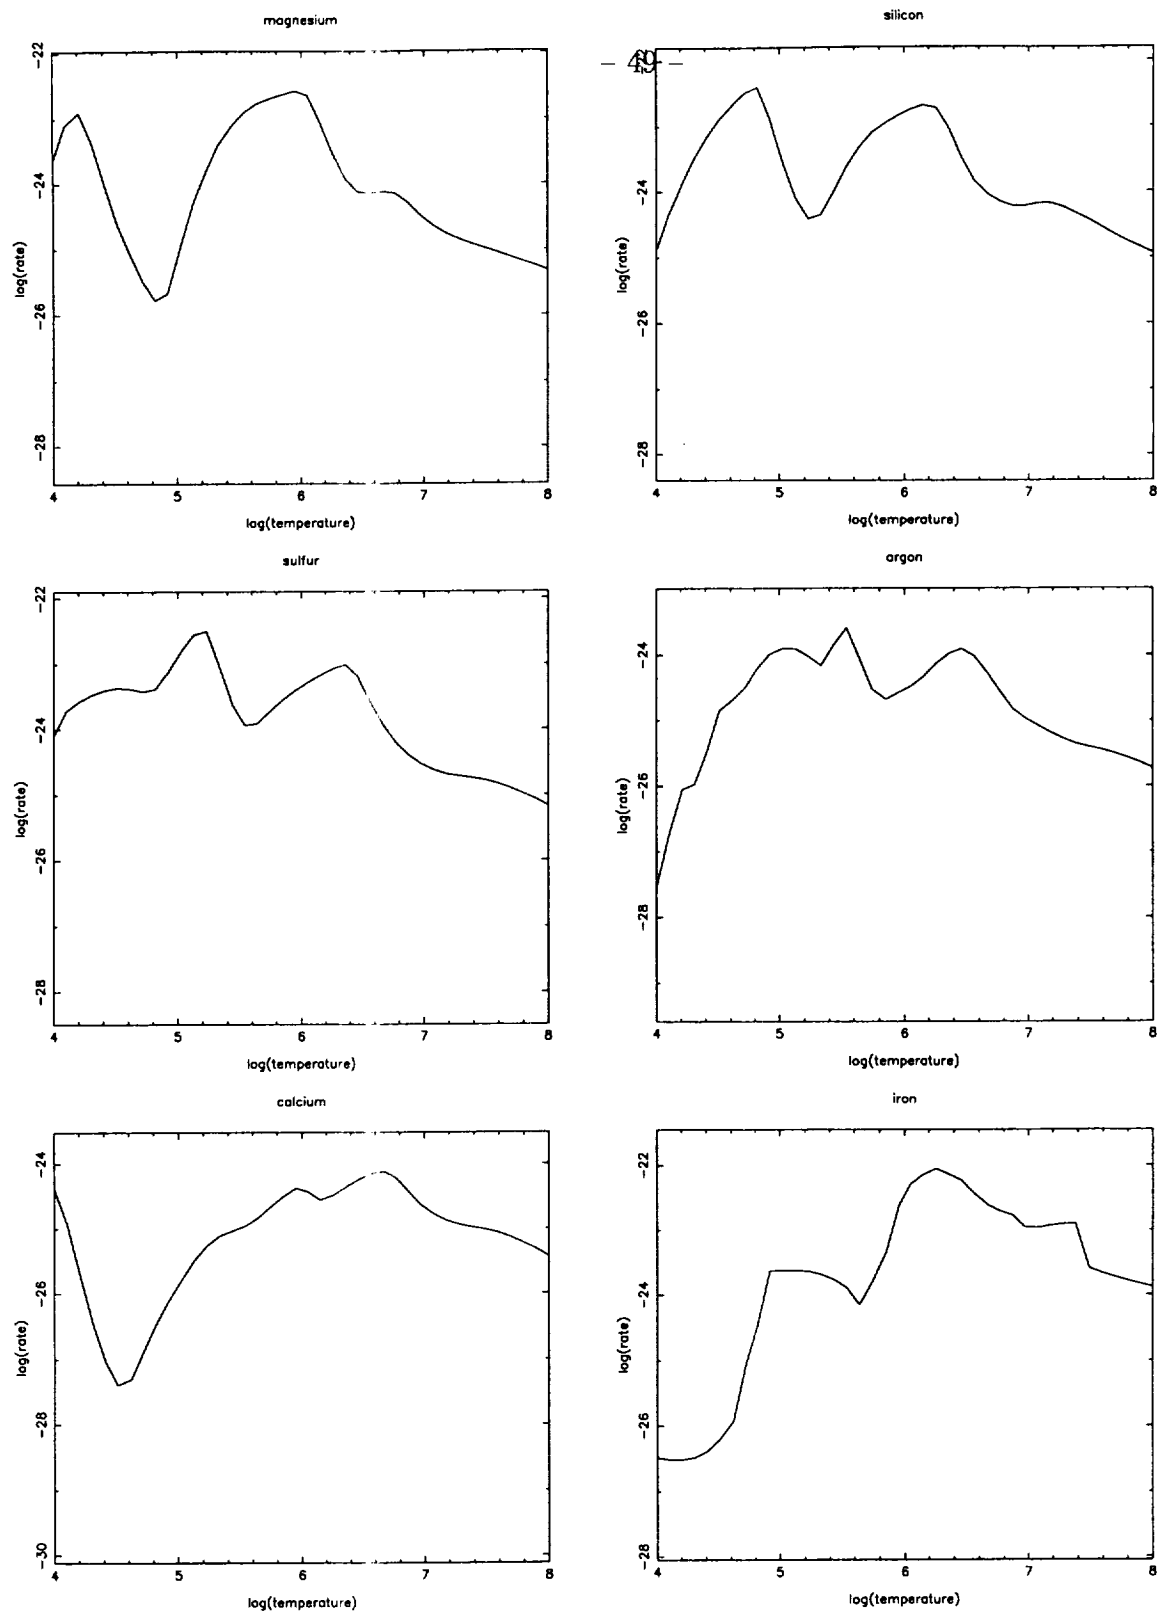 magnesium
silicon
– 49 –
-22
-24
-26
-28
log(rate)
4 5 6 7 8
log(temperature)
-24
-26
-28
log(rate)
4 5 6 7 8
log(temperature)
sulfur
argon
-22
-24
-26
-28
log(rate)
4 5 6 7 8
log(temperature)
-24
-26
-28
log(rate)
4 5 6 7 8
log(temperature)
calcium
iron
-24
-26
-28
-30
log(rate)
4 5 6 7 8
log(temperature)
-22
-24
-26
-28
log(rate)
4 5 6 7 8
log(temperature)